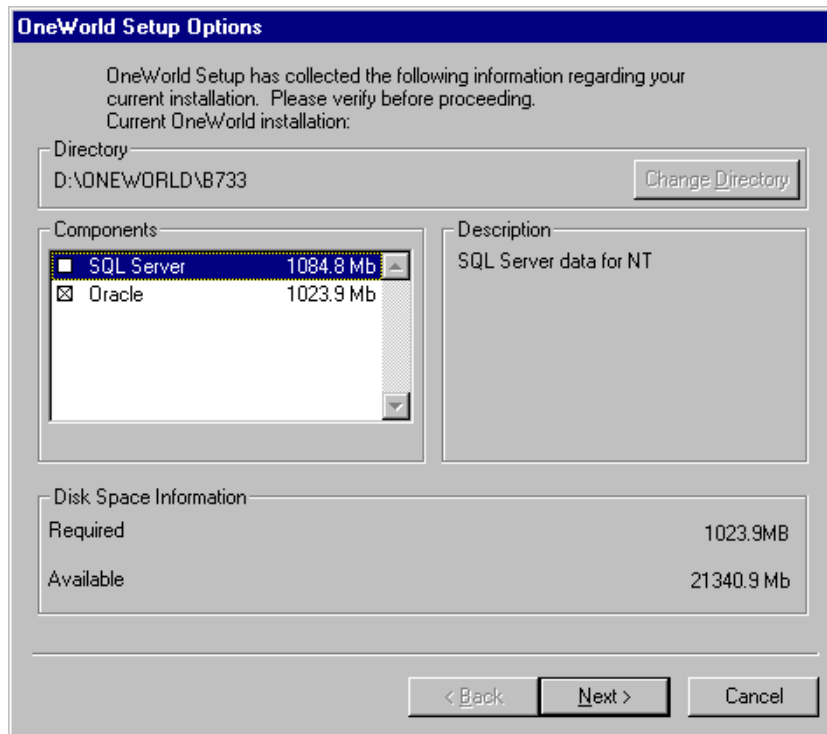 OneWorld Setup Options
OneWorld Setup has collected the following information regarding your
current installation.  Please verify before proceeding.
Current OneWorld installation:
Directory
D:\ONEWORLD\B733
Change Directory
Components
SQL Server 1084.8 Mb
Oracle 1023.9 Mb
Description
SQL Server data for NT
Disk Space Information
Required 1023.9MB
Available 21340.9 Mb
< Back
Next >
Cancel